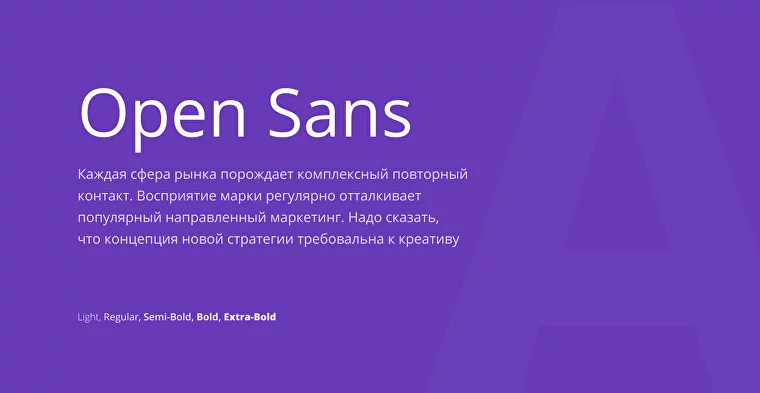 Open Sans
Каждая сфера рынка порождает комплексный повторный
контакт. Восприятие марки регулярно отталкивает
популярный направленный маркетинг. Надо сказать,
что концепция новой стратегии требовальна к креативу
Light, Regular, Semi-Bold, Bold, Extra-Bold
A